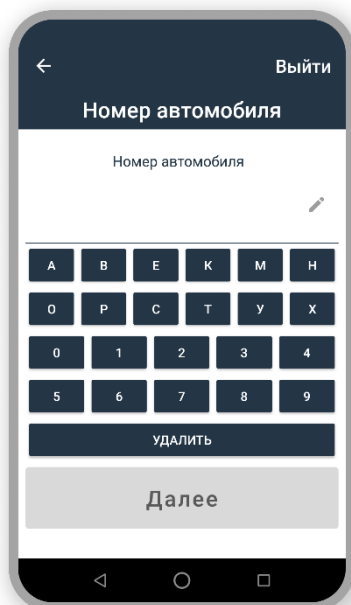 Выйти
Номер автомобиля
Номер автомобиля
А В Е К М Н
О Р С Т У Х
0 1 2 3 4
5 6 7 8 9
УДАЛИТЬ
Далее